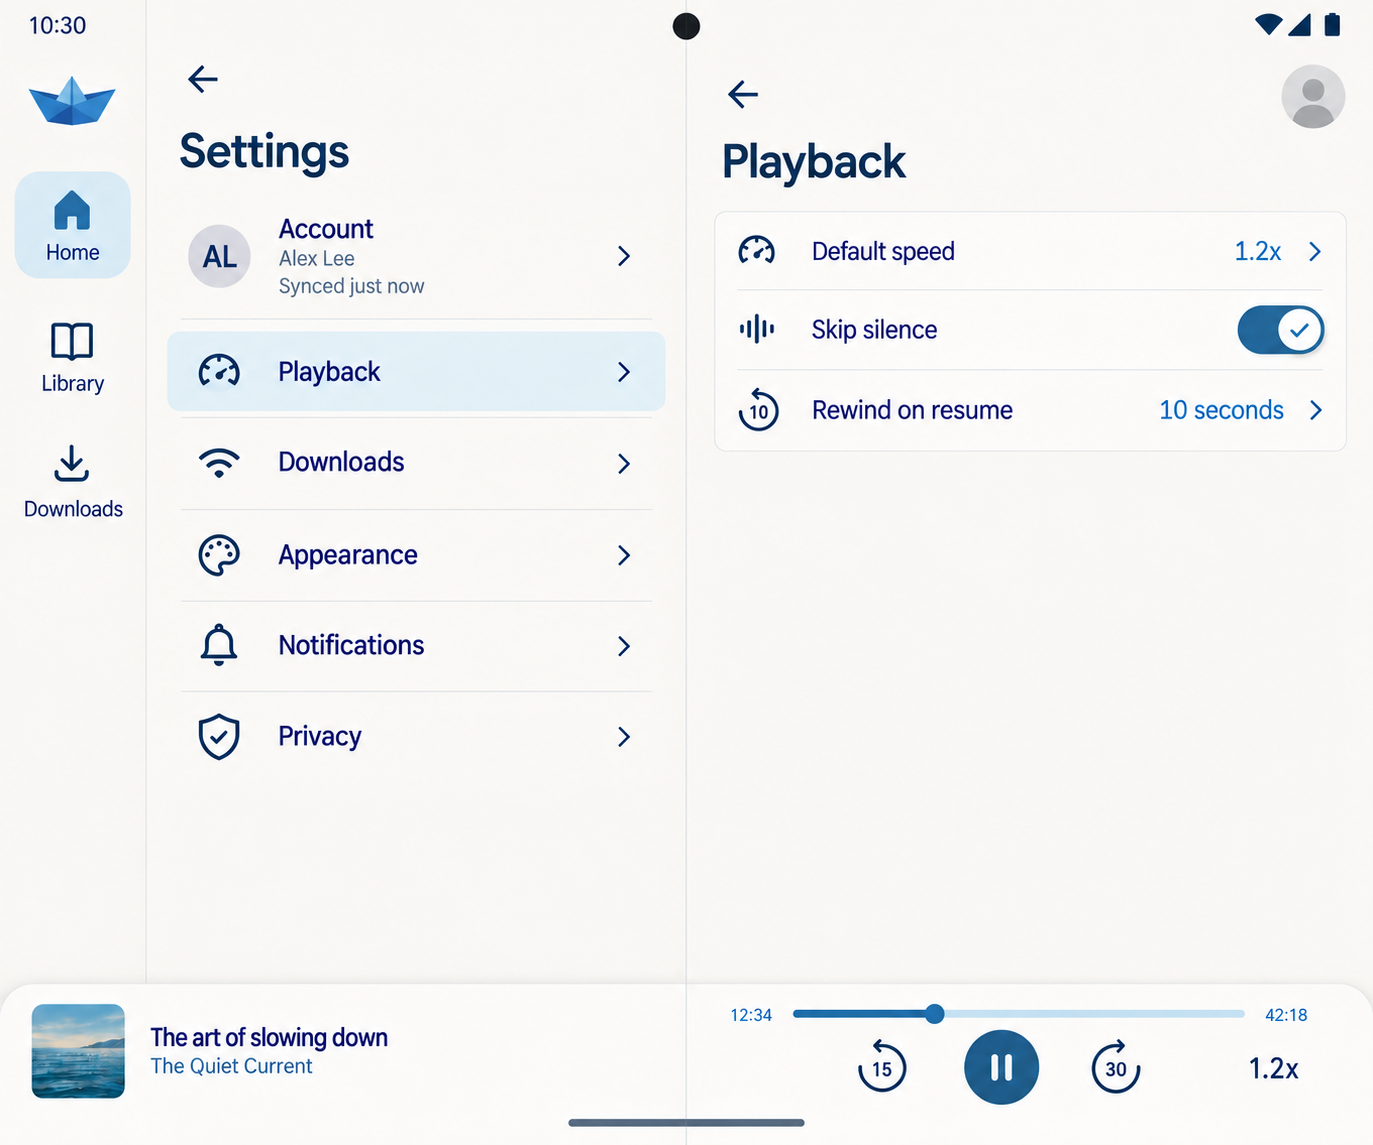 10:30
Home
Library
Downloads
Settings
AL
Account
Alex Lee
Synced just now
Playback
Downloads
Appearance
Notifications
Privacy
Playback
Default speed
1.2x
Skip silence
10
Rewind on resume
10 seconds
The art of slowing down
The Quiet Current
12:34
42:18
15
30
1.2x